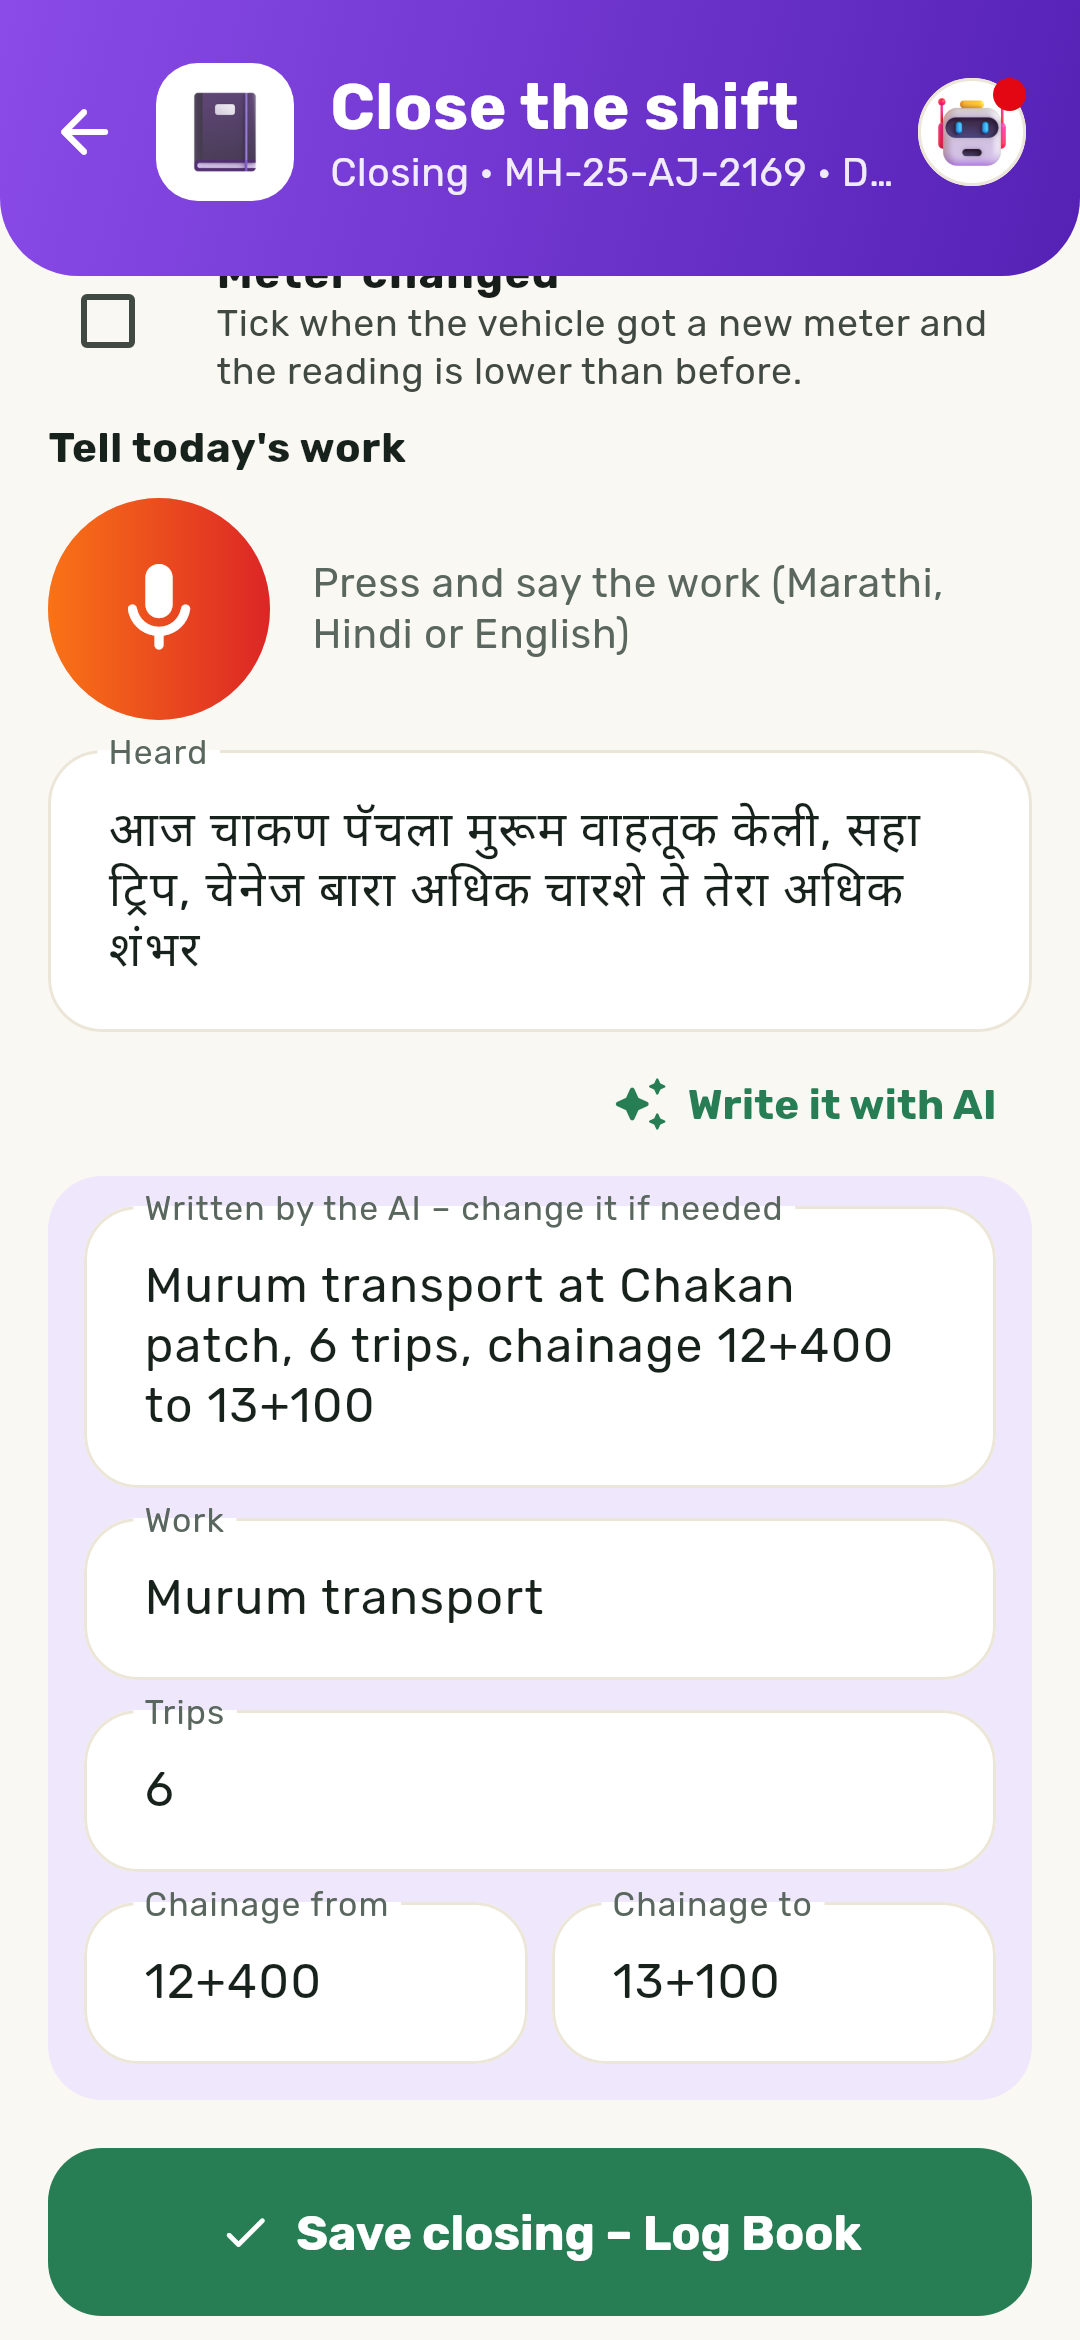 Close the shift
Closing • MH-25-AJ-2169 • D...
Meter changed
Tick when the vehicle got a new meter and
the reading is lower than before.
Tell today's work
Press and say the work (Marathi,
Hindi or English)
Heard
आज चाकण पॅचला मुरूम वाहतूक केली, सहा
ट्रिप, चेनेज बारा अधिक चारशे ते तेरा अधिक
शंभर
Write it with AI
Written by the AI – change it if needed
Murum transport at Chakan
patch, 6 trips, chainage 12+400
to 13+100
Work
Murum transport
Trips
6
Chainage from
12+400
Chainage to
13+100
Save closing – Log Book